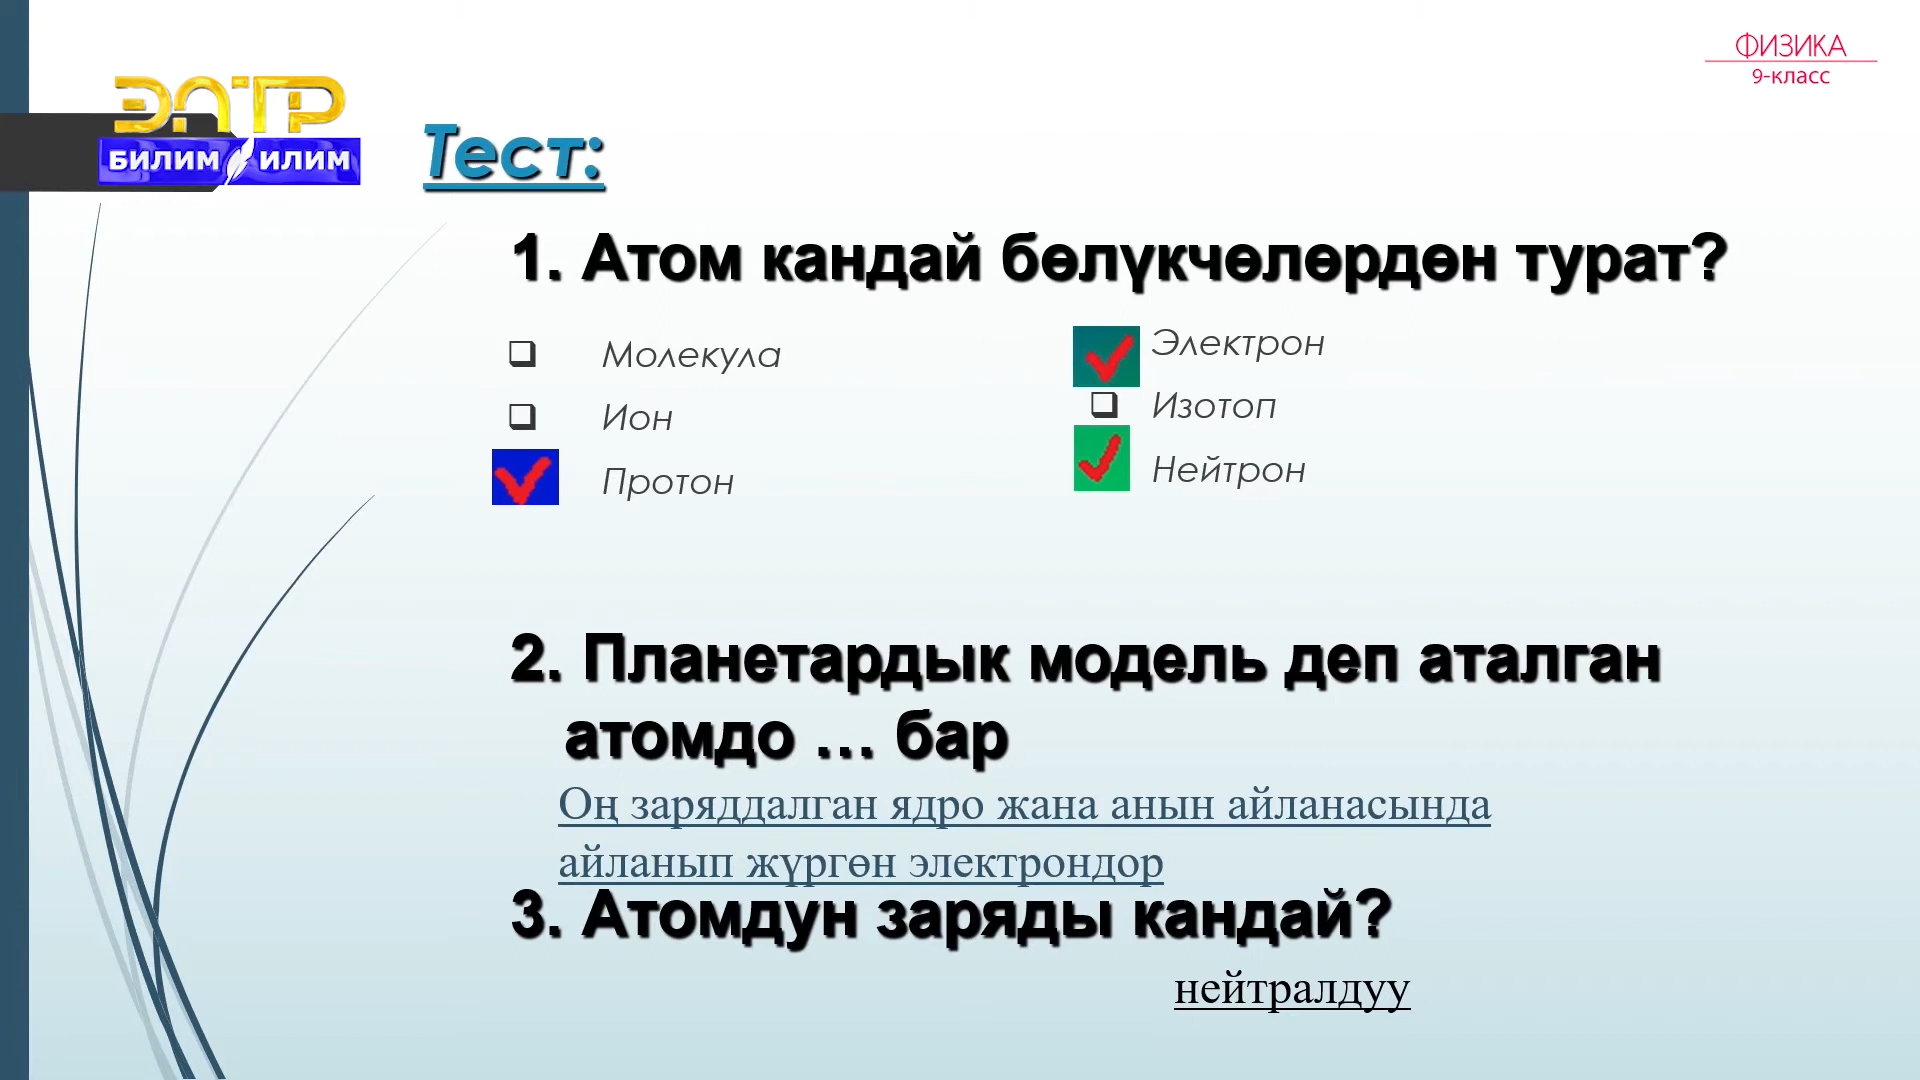 ФИЗИКА
9-класс
ЭЛТР
БИЛИМ ИЛИМ
Тест:
1. Атом кандай бөлүкчөлөрдөн турат?
Молекула
Ион
Протон
Электрон
Изотоп
Нейтрон
2. Планетардык модель деп аталган
атомдо … бар
Оң заряддалган ядро жана анын айланасында
айланып жүргөн электрондор
3. Атомдун заряды кандай?
нейтралдуу